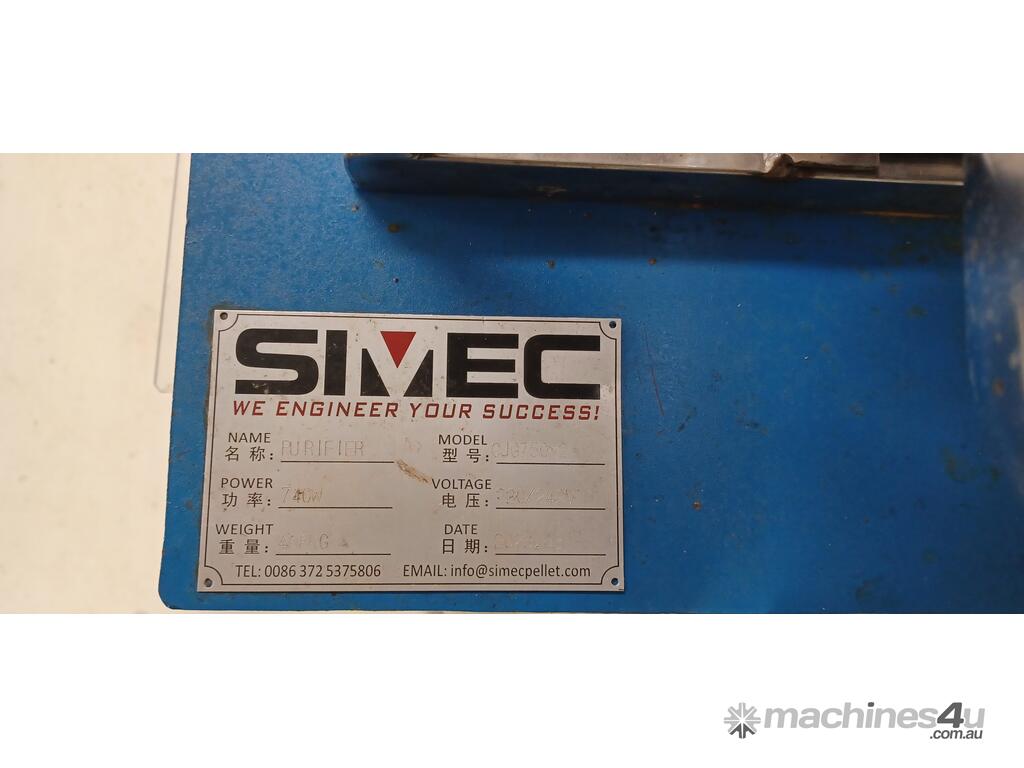 SIMEC
WE ENGINEER YOUR SUCCESS!
NAME
名 称: PURIFIER
MODEL
型 号:
POWER
功 率: 740W
VOLTAGE
电 压:
WEIGHT
重 量:
DATE
日 期:
TEL: 0086 372 5375806 EMAIL: info@simecpellet.com
machines4u
.com.au